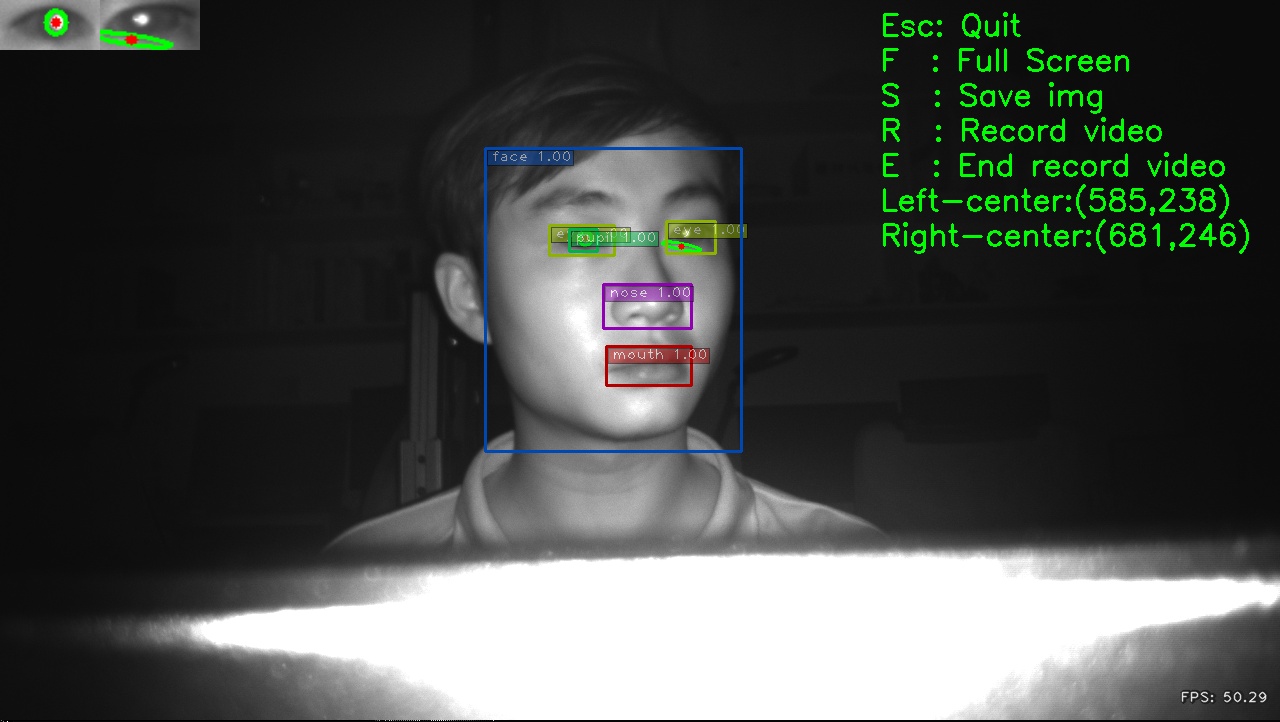 Esc: Quit
F : Full Screen
S : Save img
R : Record video
E : End record video
Left-center:(585,238)
Right-center:(681,246)
face 1.00
pupil 1.00
eye 1.00
nose 1.00
mouth 1.00
FPS: 50.29